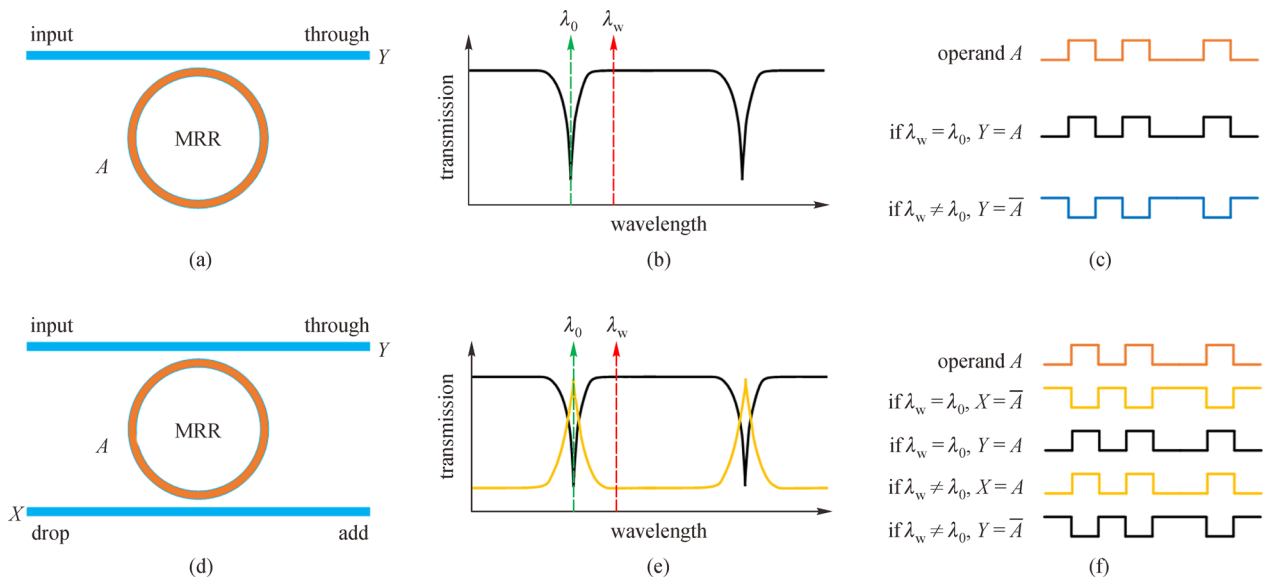 input through
Y
MRR
A
(a)
λ0 λw
transmission
wavelength
(b)
operand A
if λw = λ0, Y = A
if λw ≠ λ0, Y = A̅
(c)
input through
Y
MRR
A
X
drop add
(d)
λ0 λw
transmission
wavelength
(e)
operand A
if λw = λ0, X = A̅
if λw = λ0, Y = A
if λw ≠ λ0, X = A
if λw ≠ λ0, Y = A̅
(f)